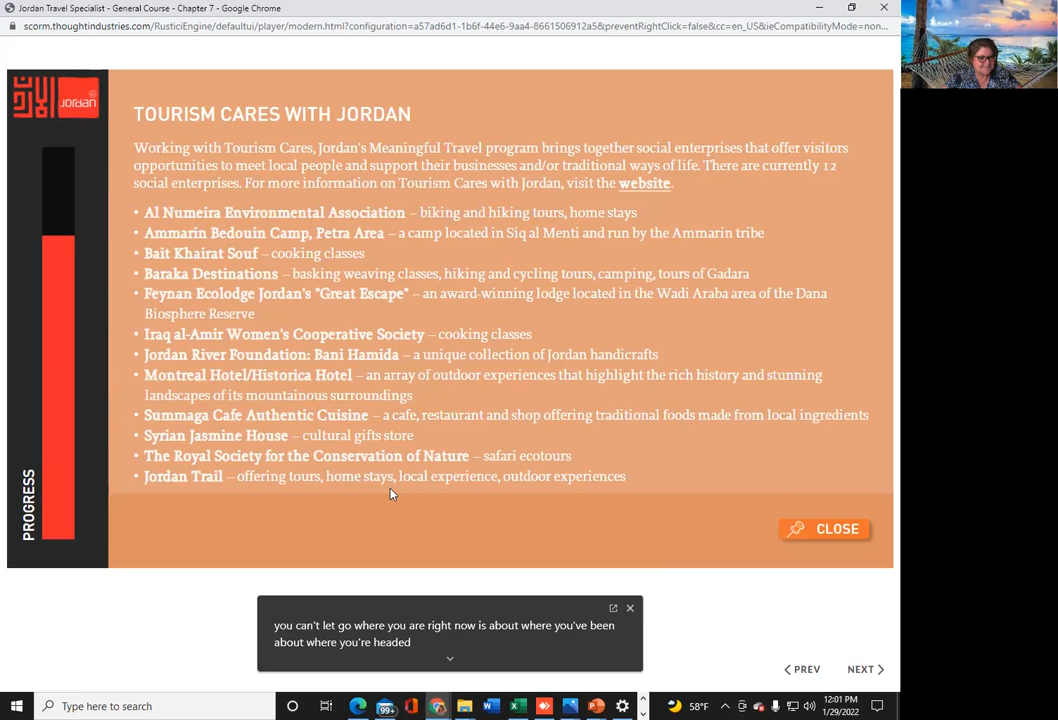 Jordan Travel Specialist - General Course - Chapter 7 - Google Chrome
scorm.thoughtindustries.com/RusticiEngine/defaultui/player/modern.html?configuration=a57ad6d1-1b6f-44e6-9aa4-8661506912a5&preventRightClick=false&cc=en_US&ieCompatibilityMode=non...
الأردن
Jordan
TOURISM CARES WITH JORDAN
Working with Tourism Cares, Jordan's Meaningful Travel program brings together social enterprises that offer visitors
opportunities to meet local people and support their businesses and/or traditional ways of life. There are currently 12
social enterprises. For more information on Tourism Cares with Jordan, visit the website.
• Al Numeira Environmental Association – biking and hiking tours, home stays
• Ammarin Bedouin Camp, Petra Area – a camp located in Siq al Menti and run by the Ammarin tribe
• Bait Khairat Souf – cooking classes
• Baraka Destinations – basking weaving classes, hiking and cycling tours, camping, tours of Gadara
• Feynan Ecolodge Jordan's "Great Escape" – an award-winning lodge located in the Wadi Araba area of the Dana
Biosphere Reserve
• Iraq al-Amir Women's Cooperative Society – cooking classes
• Jordan River Foundation: Bani Hamida – a unique collection of Jordan handicrafts
• Montreal Hotel/Historica Hotel – an array of outdoor experiences that highlight the rich history and stunning
landscapes of its mountainous surroundings
• Summaga Cafe Authentic Cuisine – a cafe, restaurant and shop offering traditional foods made from local ingredients
• Syrian Jasmine House – cultural gifts store
• The Royal Society for the Conservation of Nature – safari ecotours
• Jordan Trail – offering tours, home stays, local experience, outdoor experiences
PROGRESS
CLOSE
you can't let go where you are right now is about where you've been
about where you're headed
PREV NEXT
Type here to search
99+
58°F
12:01 PM
1/29/2022